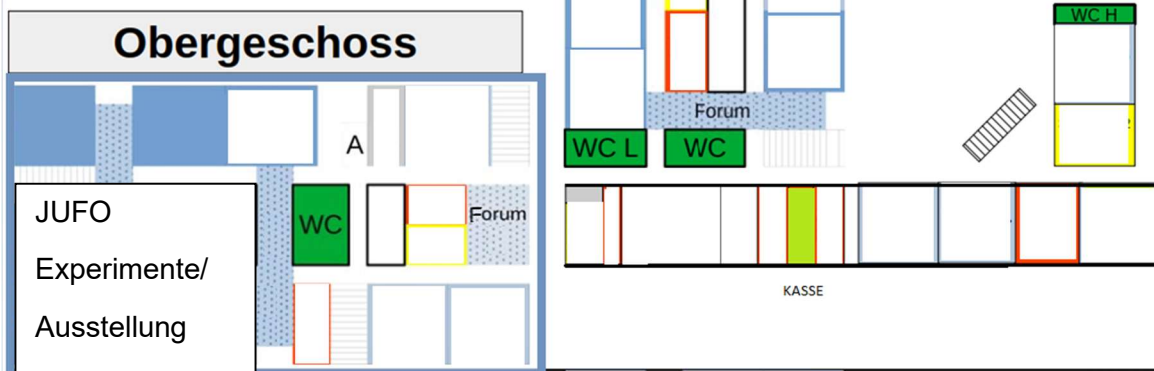 Obergeschoss
A
WC
Forum
JUFO
Experimente/
Ausstellung
Forum
WC L
WC
WC H
KASSE